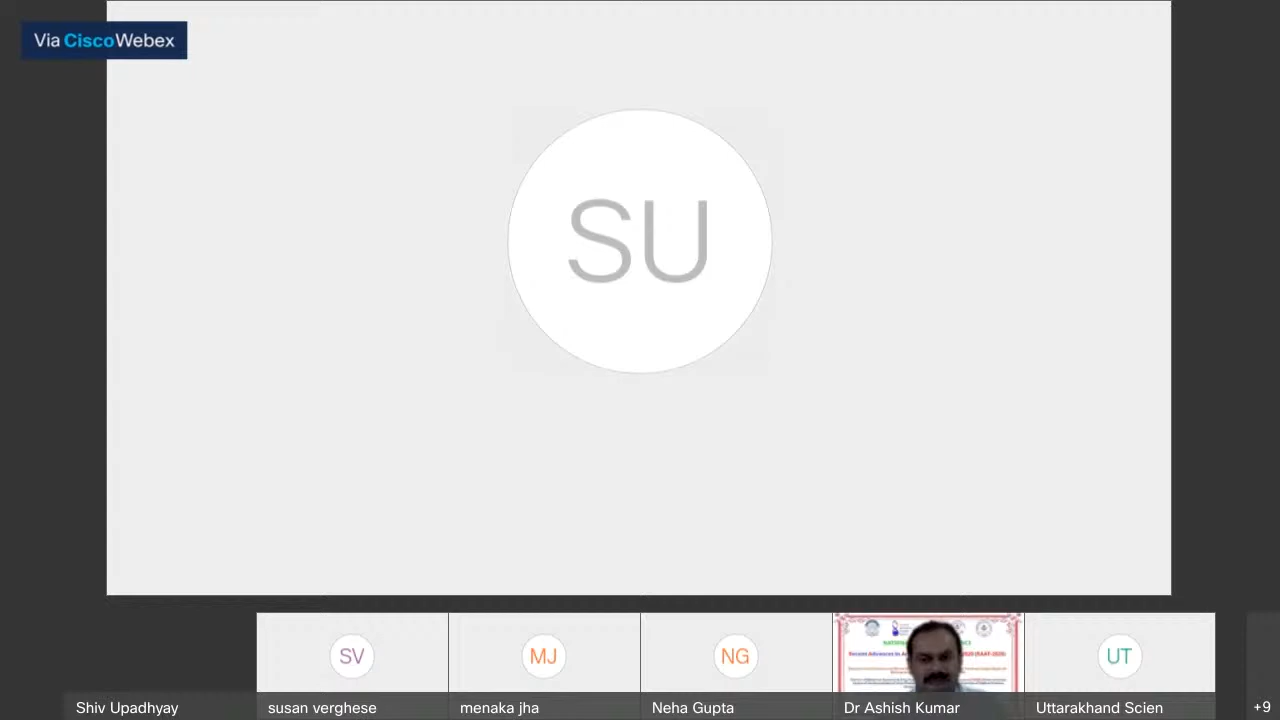 Via CiscoWebex
SU
SV
MJ
NG
UT
Shiv Upadhyay
susan verghese
menaka jha
Neha Gupta
Dr Ashish Kumar
Uttarakhand Scien
+9